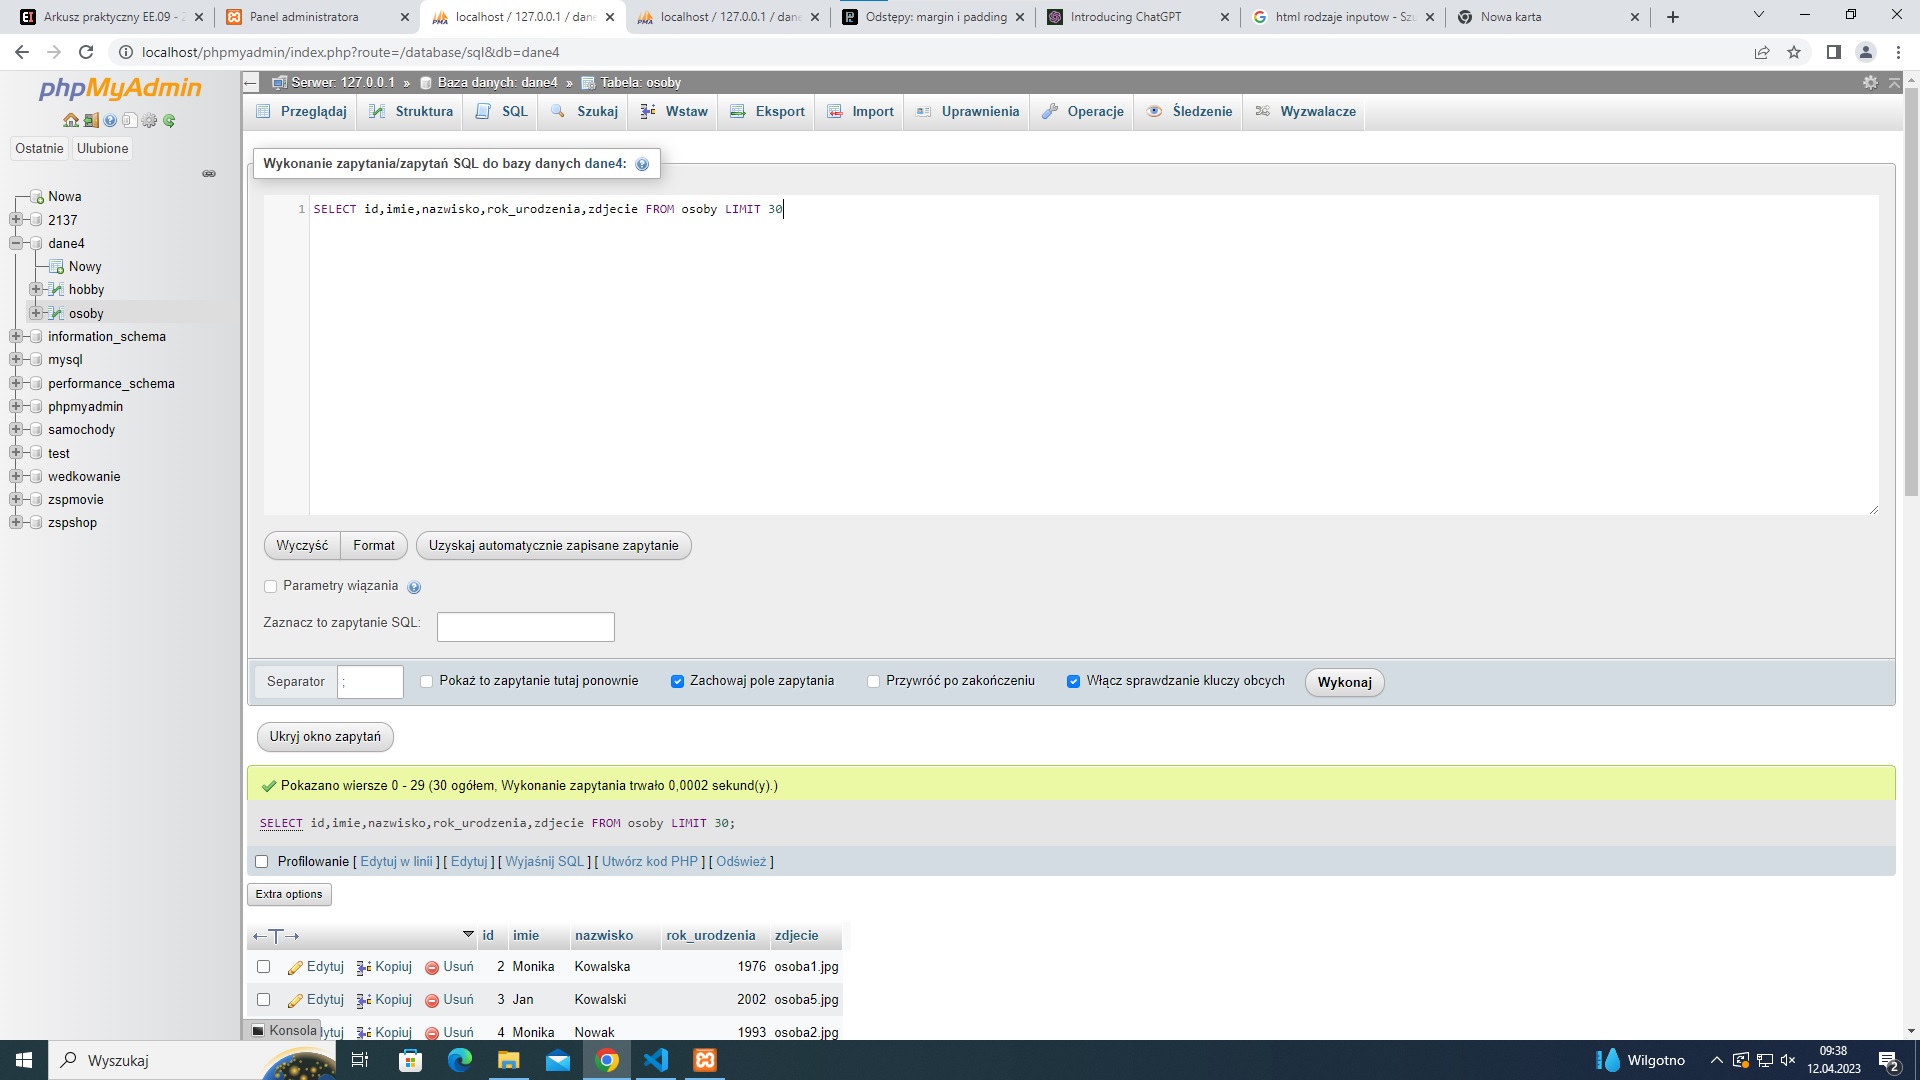 Arkusz praktyczny EE.09 - 2
Panel administratora
localhost / 127.0.0.1 / dane
localhost / 127.0.0.1 / dane
Odstępy: margin i padding
Introducing ChatGPT
html rodzaje inputow - Szu
Nowa karta
localhost/phpmyadmin/index.php?route=/database/sql&db=dane4
phpMyAdmin
Serwer: 127.0.0.1 » Baza danych: dane4 » Tabela: osoby
Przeglądaj Struktura SQL Szukaj Wstaw Eksport Import Uprawnienia Operacje Śledzenie Wyzwalacze
Ostatnie Ulubione
Nowa
2137
dane4
Nowy
hobby
osoby
information_schema
mysql
performance_schema
phpmyadmin
samochody
test
wedkowanie
zspmovie
zspshop
Wykonanie zapytania/zapytań SQL do bazy danych dane4:
1 SELECT id,imie,nazwisko,rok_urodzenia,zdjecie FROM osoby LIMIT 30
Wyczyść Format Uzyskaj automatycznie zapisane zapytanie
Parametry wiązania
Zaznacz to zapytanie SQL:
Separator ; Pokaż to zapytanie tutaj ponownie Zachowaj pole zapytania Przywróć po zakończeniu Włącz sprawdzanie kluczy obcych Wykonaj
Ukryj okno zapytań
Pokazano wiersze 0 - 29 (30 ogółem, Wykonanie zapytania trwało 0,0002 sekund(y).)
SELECT id,imie,nazwisko,rok_urodzenia,zdjecie FROM osoby LIMIT 30;
Profilowanie [ Edytuj w linii ] [ Edytuj ] [ Wyjaśnij SQL ] [ Utwórz kod PHP ] [ Odśwież ]
Extra options
←T→ id imie nazwisko rok_urodzenia zdjecie
Edytuj Kopiuj Usuń 2 Monika Kowalska 1976 osoba1.jpg
Edytuj Kopiuj Usuń 3 Jan Kowalski 2002 osoba5.jpg
Konsola dytuj Kopiuj Usuń 4 Monika Nowak 1993 osoba2.jpg
Wyszukaj
Wilgotno
09:38
12.04.2023
2